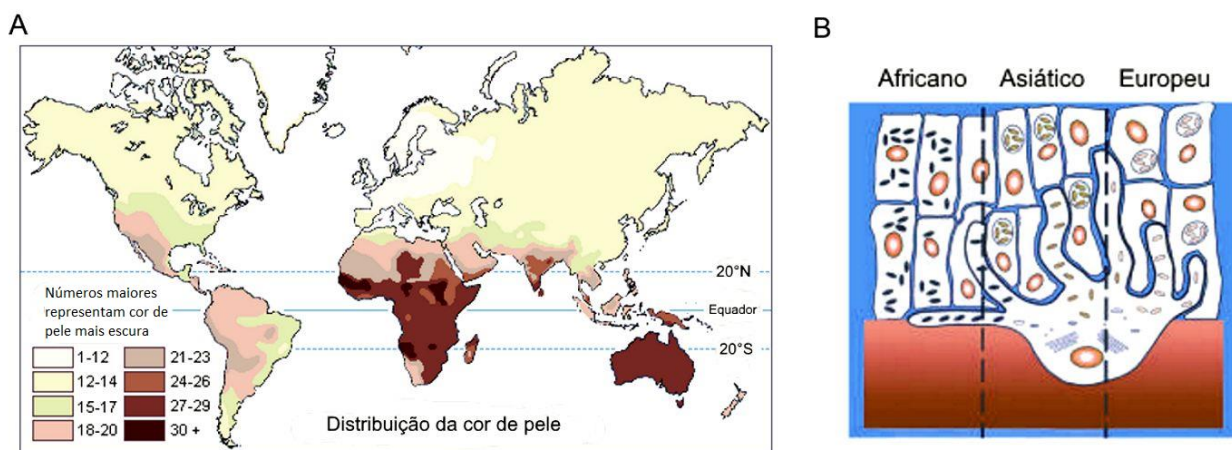 A
B
Africano Asiático Europeu
20°N
Equador
20°S
Números maiores
representam cor de
pele mais escura
1-12
12-14
15-17
18-20
21-23
24-26
27-29
30 +
Distribuição da cor de pele